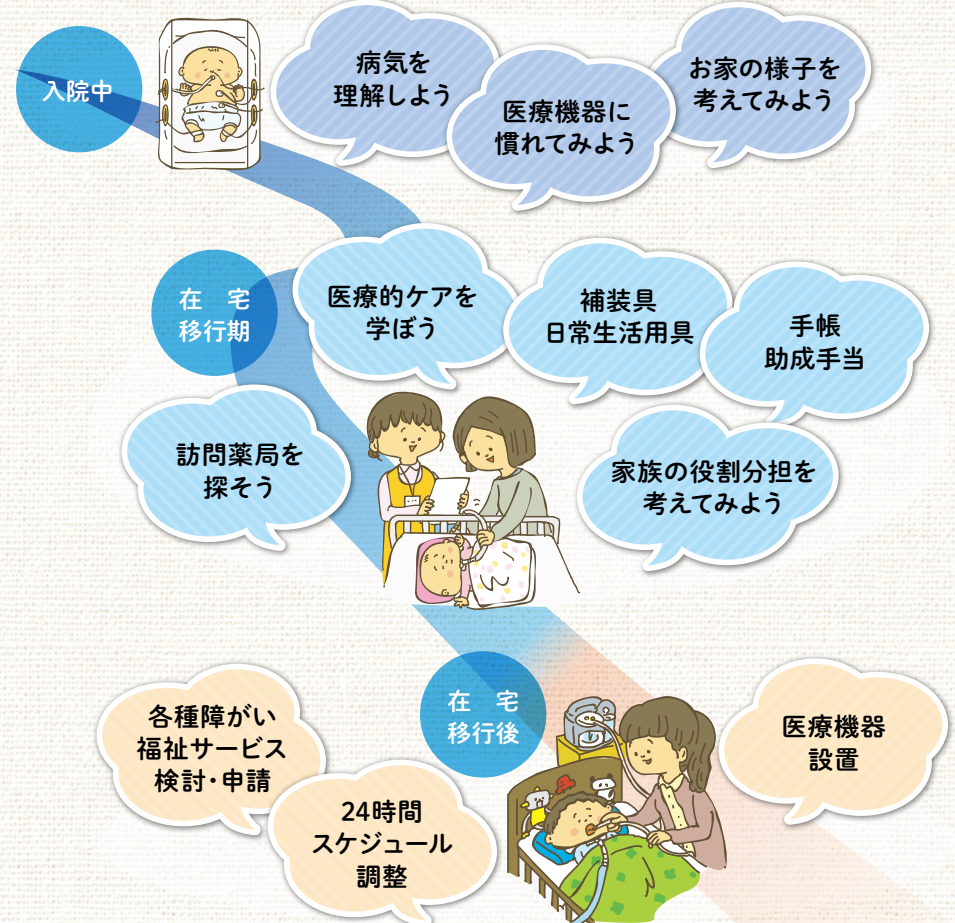 入院中
病気を
理解しよう
医療機器に
慣れてみよう
お家の様子を
考えてみよう
在　宅
移行期
医療的ケアを
学ぼう
補装具
日常生活用具
手帳
助成手当
訪問薬局を
探そう
家族の役割分担を
考えてみよう
在　宅
移行後
各種障がい
福祉サービス
検討・申請
24時間
スケジュール
調整
医療機器
設置